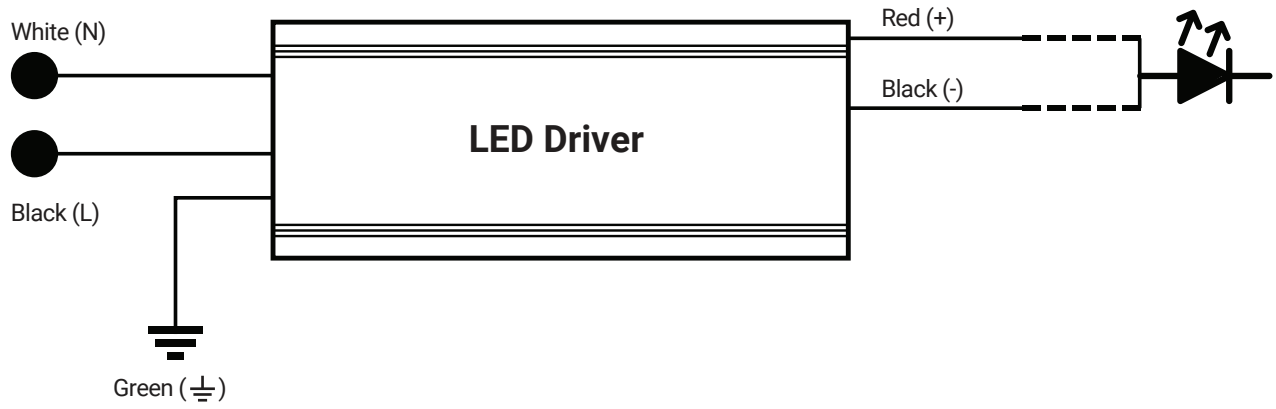 White (N)
Red (+)
Black (-)
LED Driver
Black (L)
Green (⏚)